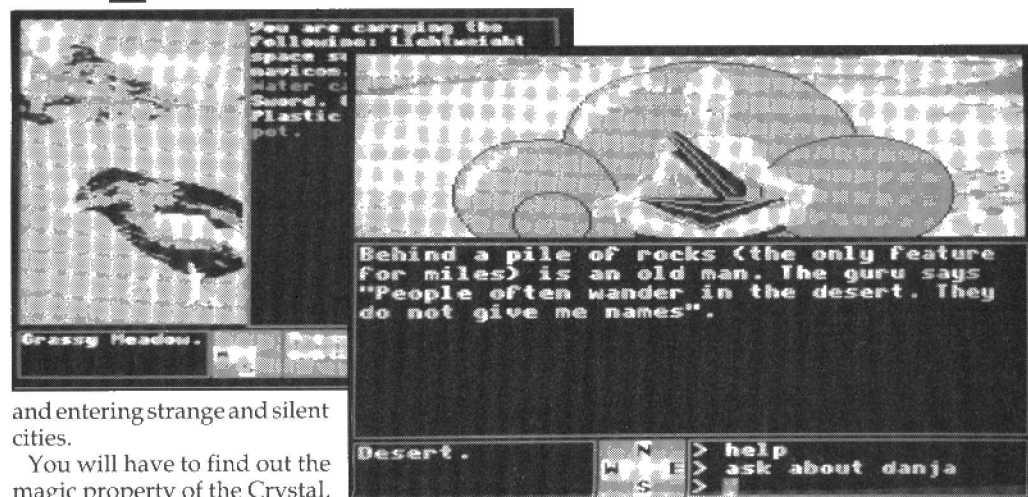 You are carrying the
following: Lightweight
space
navicom.
Water
Sword.
Plastic
pot.
Grassy Meadow.
W
S
Behind a pile of rocks (the only feature
for miles) is an old man. The guru says
"People often wander in the desert. They
do not give me names".
Desert.
N
W E
S
> help
> ask about danja
>
and entering strange and silent
cities.
You will have to find out the
magic property of the Crystal,